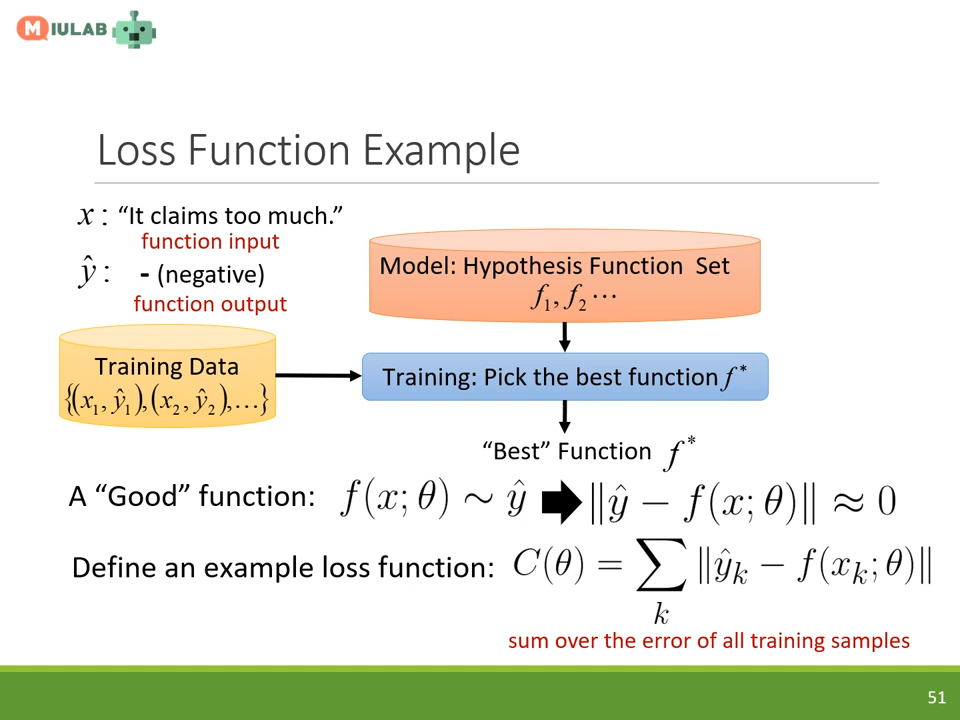 MIULAB
Loss Function Example
x : “It claims too much.”
function input
ŷ : - (negative)
function output
Model: Hypothesis Function Set
f₁, f₂ ⋯
Training Data
{(x₁, ŷ₁), (x₂, ŷ₂), …}
Training: Pick the best function f*
“Best” Function f*
A “Good” function: f(x; θ) ∼ ŷ ➡ ‖ŷ − f(x; θ)‖ ≈ 0
Define an example loss function: C(θ) = ∑ₖ ‖ŷₖ − f(xₖ; θ)‖
sum over the error of all training samples
51